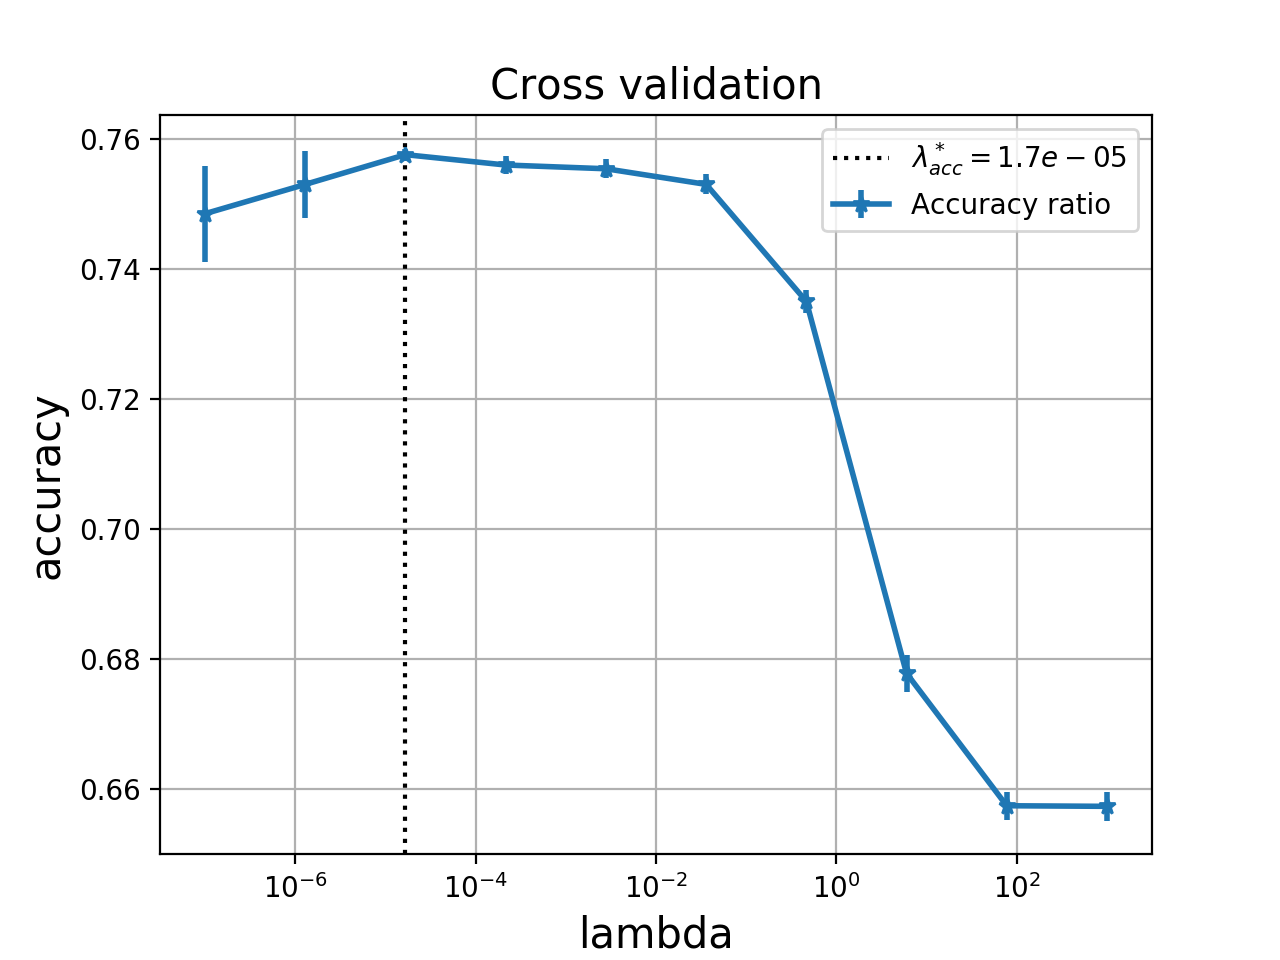 Cross validation
0.76
0.74
0.72
0.70
0.68
0.66
accuracy
λ*acc = 1.7e − 05
Accuracy ratio
10⁻⁶ 10⁻⁴ 10⁻² 10⁰ 10²
lambda